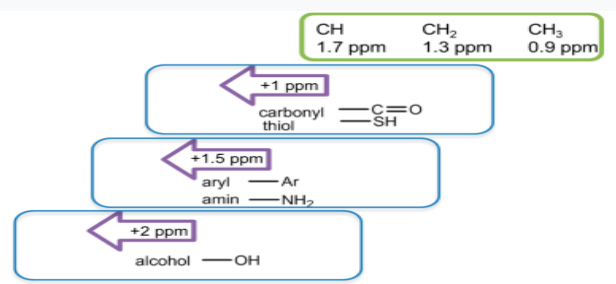 CH CH₂ CH₃
1.7 ppm 1.3 ppm 0.9 ppm
+1 ppm
carbonyl C=O
thiol SH
+1.5 ppm
aryl —Ar
amin —NH₂
+2 ppm
alcohol —OH